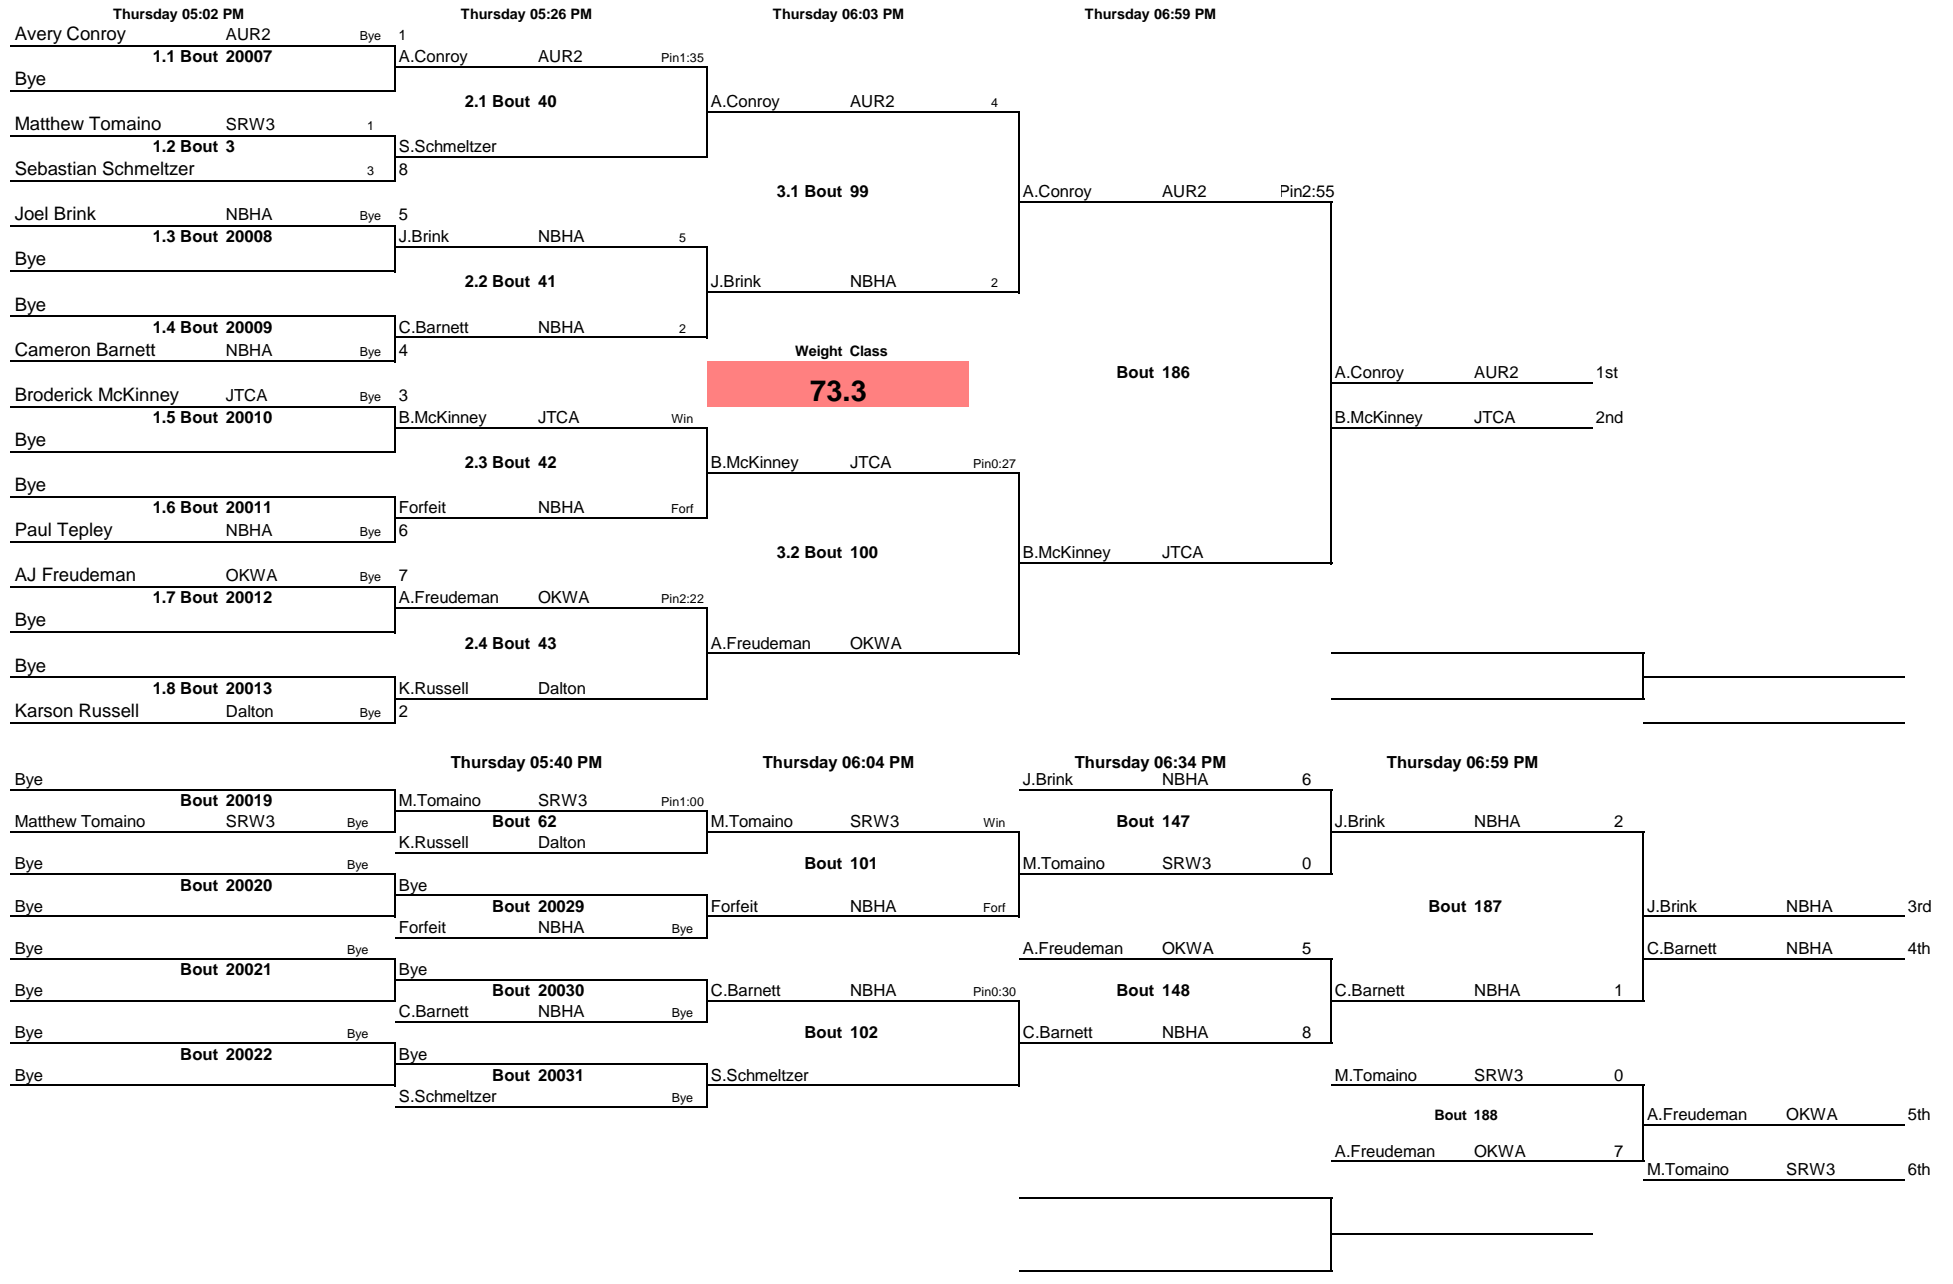 Thursday 05:02 PM Thursday 05:26 PM Thursday 06:03 PM Thursday 06:59 PM
Avery Conroy AUR2 Bye 1
1.1 Bout 20007 A.Conroy AUR2 Pin1:35
Bye
2.1 Bout 40 A.Conroy AUR2 4
Matthew Tomaino SRW3 1
1.2 Bout 3 S.Schmeltzer
Sebastian Schmeltzer 3 8
3.1 Bout 99 A.Conroy AUR2 Pin2:55
Joel Brink NBHA Bye 5
1.3 Bout 20008 J.Brink NBHA 5
Bye
2.2 Bout 41 J.Brink NBHA 2
Bye
1.4 Bout 20009 C.Barnett NBHA 2
Cameron Barnett NBHA Bye 4 Weight Class
Bout 186 A.Conroy AUR2 1st
Broderick McKinney JTCA Bye 3 73.3
1.5 Bout 20010 B.McKinney JTCA Win B.McKinney JTCA 2nd
Bye
2.3 Bout 42 B.McKinney JTCA Pin0:27
Bye
1.6 Bout 20011 Forfeit NBHA Forf
Paul Tepley NBHA Bye 6
3.2 Bout 100 B.McKinney JTCA
AJ Freudeman OKWA Bye 7
1.7 Bout 20012 A.Freudeman OKWA Pin2:22
Bye
2.4 Bout 43 A.Freudeman OKWA
Bye
1.8 Bout 20013 K.Russell Dalton
Karson Russell Dalton Bye 2
Thursday 05:40 PM Thursday 06:04 PM Thursday 06:34 PM Thursday 06:59 PM
Bye J.Brink NBHA 6
Bout 20019 M.Tomaino SRW3 Pin1:00
Matthew Tomaino SRW3 Bye Bout 62 M.Tomaino SRW3 Win Bout 147 J.Brink NBHA 2
K.Russell Dalton
Bye Bye Bout 101 M.Tomaino SRW3 0
Bout 20020 Bye
Bye Bout 20029 Forfeit NBHA Forf Bout 187 J.Brink NBHA 3rd
Forfeit NBHA Bye
Bye Bye A.Freudeman OKWA 5 C.Barnett NBHA 4th
Bout 20021 Bye
Bye Bout 20030 C.Barnett NBHA Pin0:30 Bout 148 C.Barnett NBHA 1
C.Barnett NBHA Bye
Bye Bye Bout 102 C.Barnett NBHA 8
Bout 20022 Bye
Bye Bout 20031 S.Schmeltzer M.Tomaino SRW3 0
S.Schmeltzer Bye
Bout 188 A.Freudeman OKWA 5th
A.Freudeman OKWA 7
M.Tomaino SRW3 6th